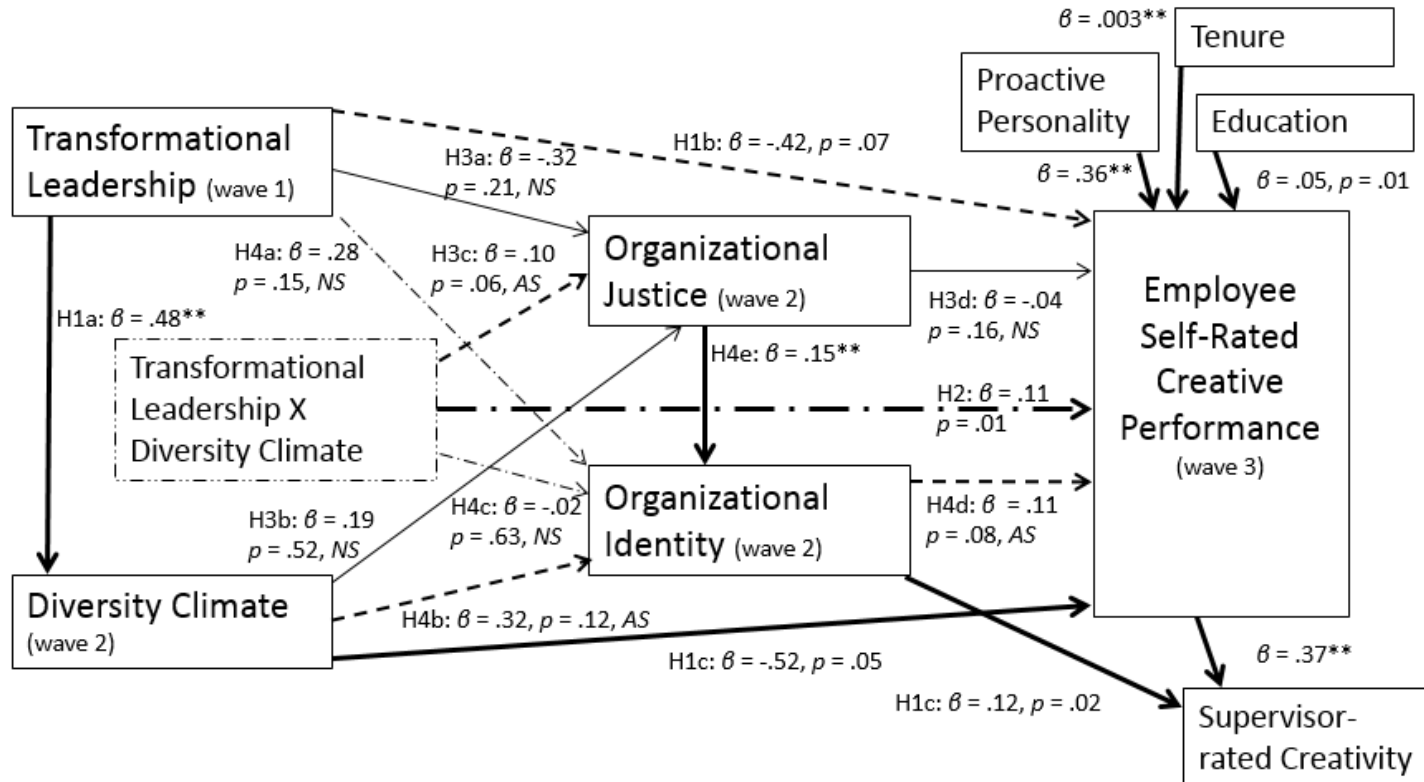 β = .003**
Tenure
Proactive
Personality
Education
β = .36**
β = .05, p = .01
Transformational
Leadership (wave 1)
H3a: β = -.32
p = .21, NS
H1b: β = -.42, p = .07
H4a: β = .28
p = .15, NS
H3c: β = .10
p = .06, AS
Organizational
Justice (wave 2)
H3d: β = -.04
p = .16, NS
Employee
Self-Rated
Creative
Performance
(wave 3)
H1a: β = .48**
Transformational
Leadership X
Diversity Climate
H4e: β = .15**
H2: β = .11
p = .01
H3b: β = .19
p = .52, NS
H4c: β = -.02
p = .63, NS
Organizational
Identity (wave 2)
H4d: β = .11
p = .08, AS
Diversity Climate
(wave 2)
H4b: β = .32, p = .12, AS
H1c: β = -.52, p = .05
β = .37**
H1c: β = .12, p = .02
Supervisor-
rated Creativity